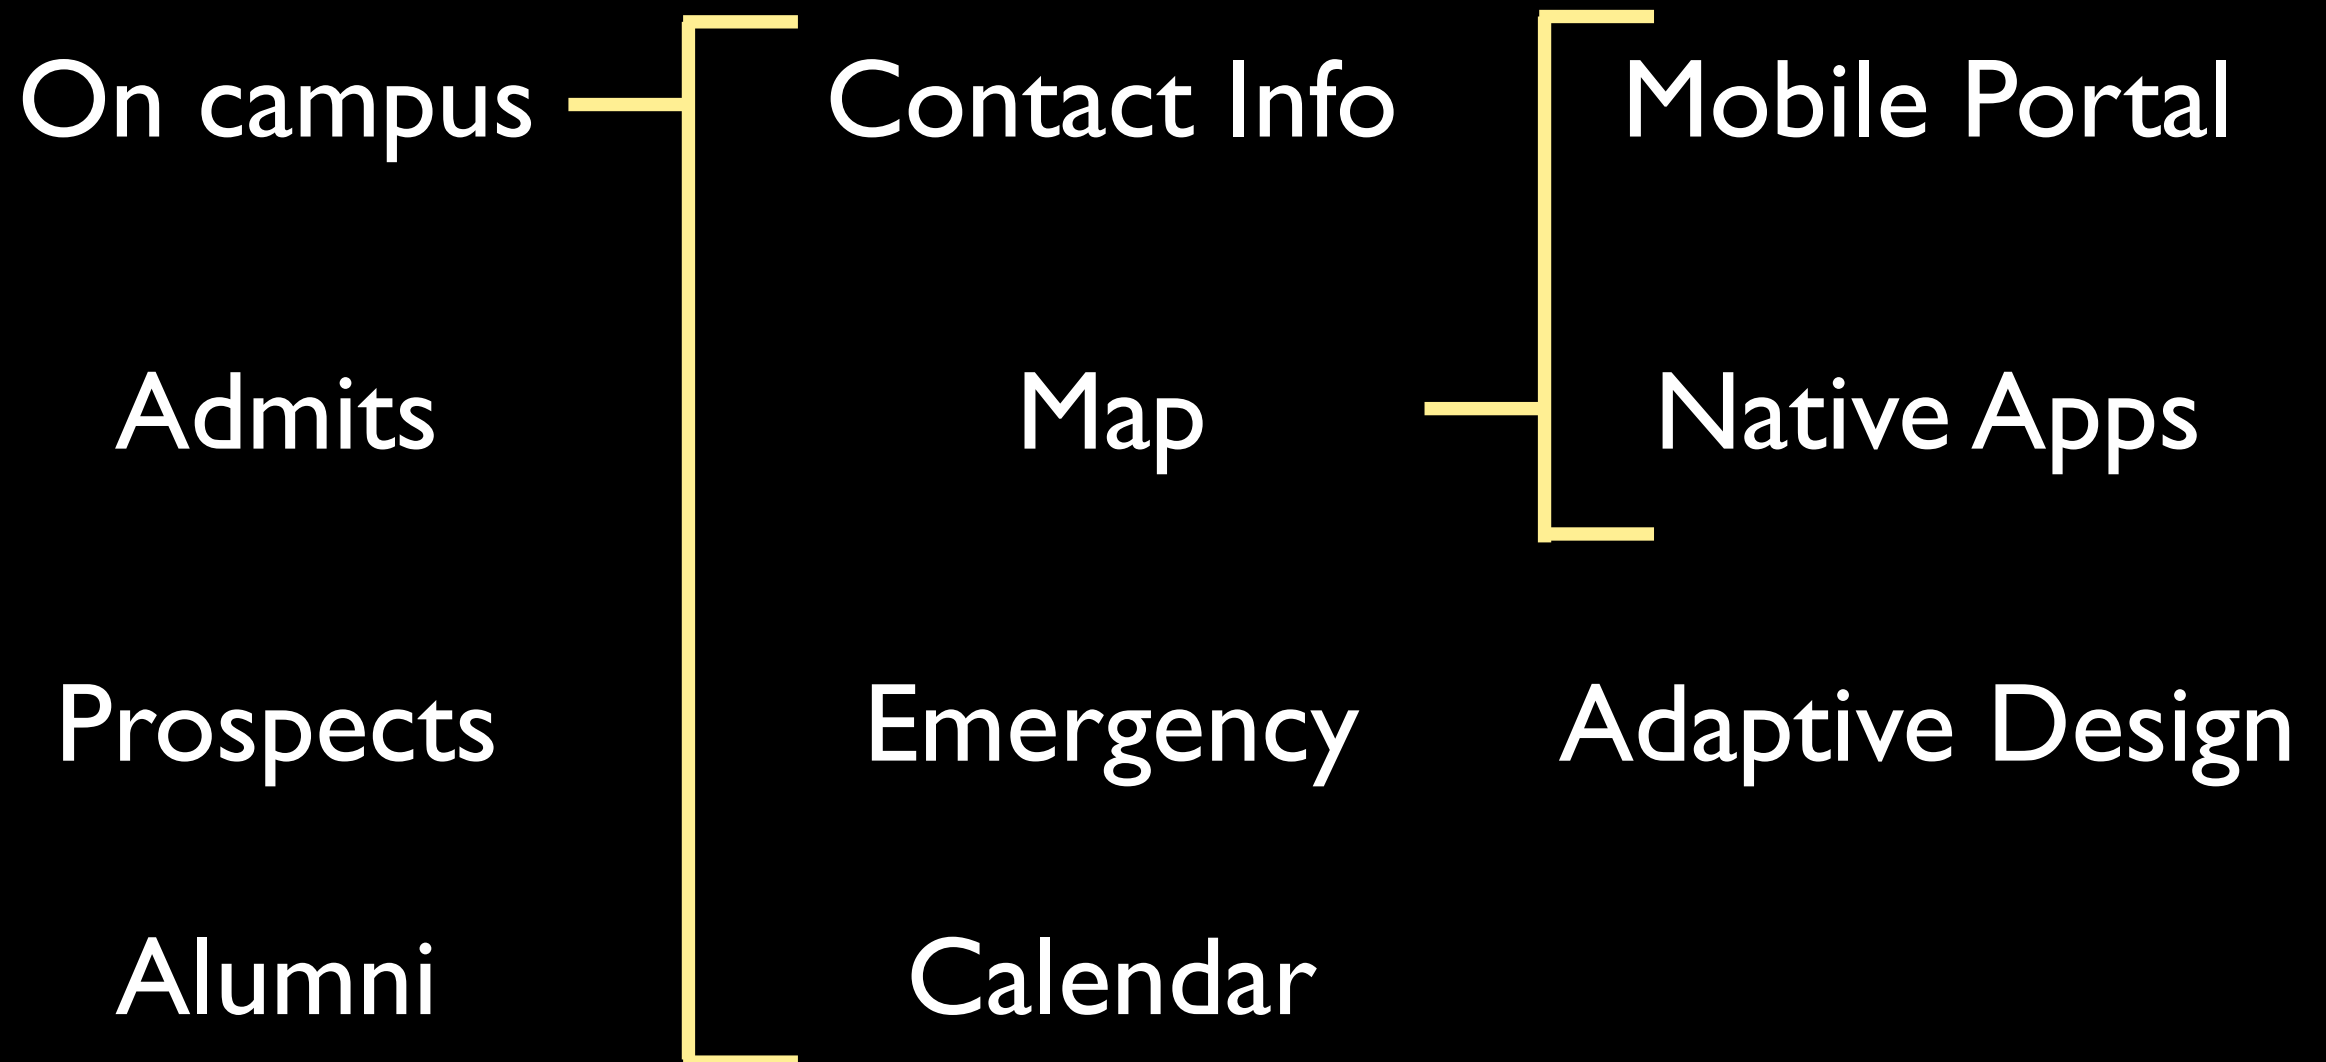 On campus Contact Info Mobile Portal
Admits Map Native Apps
Prospects Emergency Adaptive Design
Alumni Calendar